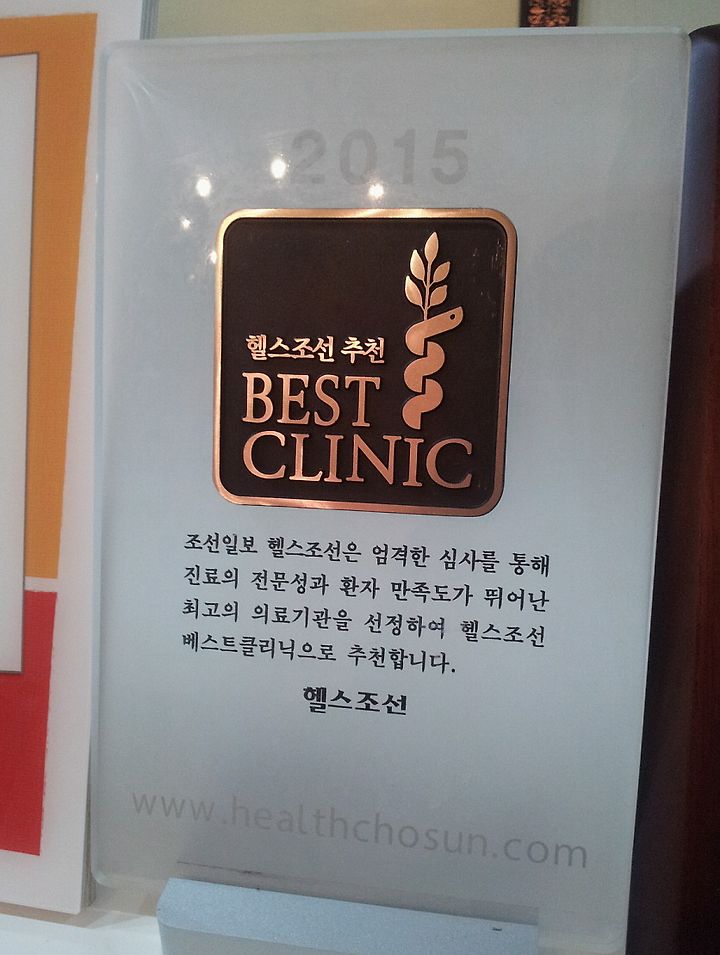 2015
헬스조선 추천
BEST
CLINIC
조선일보 헬스조선은 엄격한 심사를 통해
진료의 전문성과 환자 만족도가 뛰어난
최고의 의료기관을 선정하여 헬스조선
베스트클리닉으로 추천합니다.
헬스조선
www.healthchosun.com